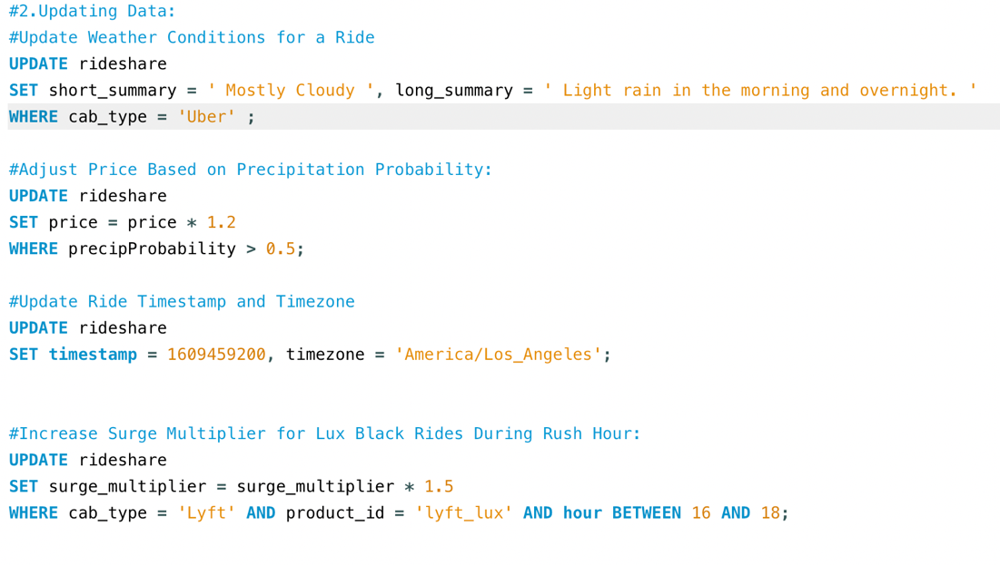 #2.Updating Data:
#Update Weather Conditions for a Ride
UPDATE rideshare
SET short_summary = ' Mostly Cloudy ', long_summary = ' Light rain in the morning and overnight. '
WHERE cab_type = 'Uber' ;
#Adjust Price Based on Precipitation Probability:
UPDATE rideshare
SET price = price * 1.2
WHERE precipProbability > 0.5;
#Update Ride Timestamp and Timezone
UPDATE rideshare
SET timestamp = 1609459200, timezone = 'America/Los_Angeles';
#Increase Surge Multiplier for Lux Black Rides During Rush Hour:
UPDATE rideshare
SET surge_multiplier = surge_multiplier * 1.5
WHERE cab_type = 'Lyft' AND product_id = 'lyft_lux' AND hour BETWEEN 16 AND 18;